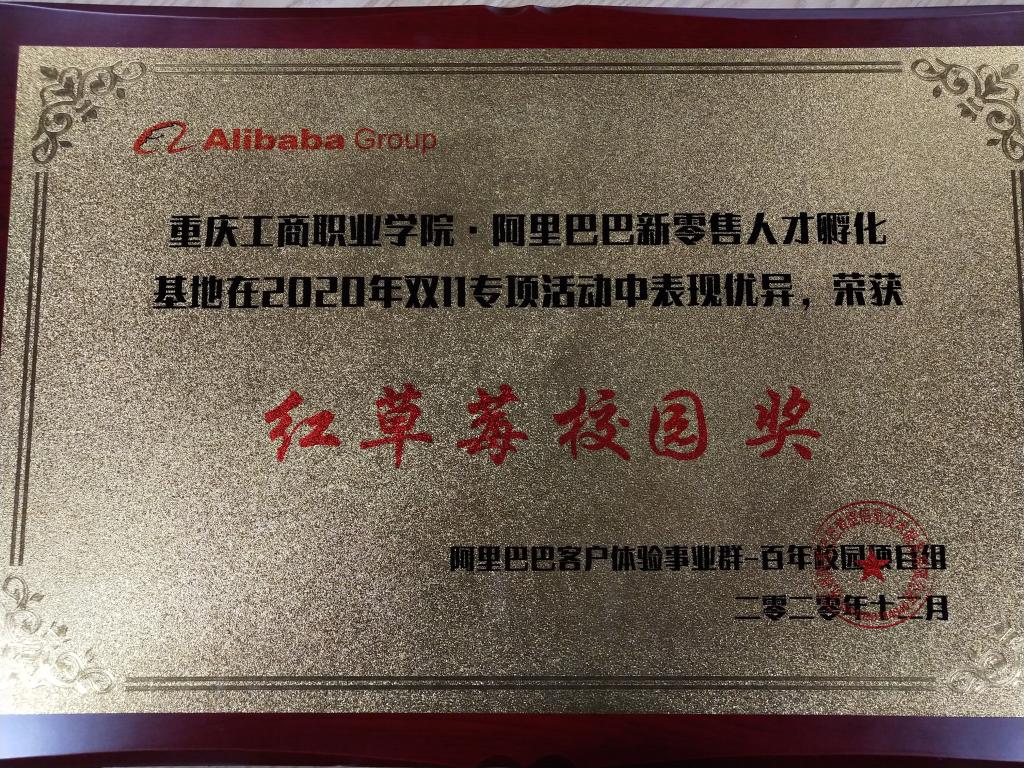 Alibaba Group
重庆工商职业学院·阿里巴巴新零售人才孵化
基地在2020年双11专项活动中表现优异，荣获
红草莓校园奖
阿里巴巴客户体验事业群-百年校园项目组
二零二零年十二月